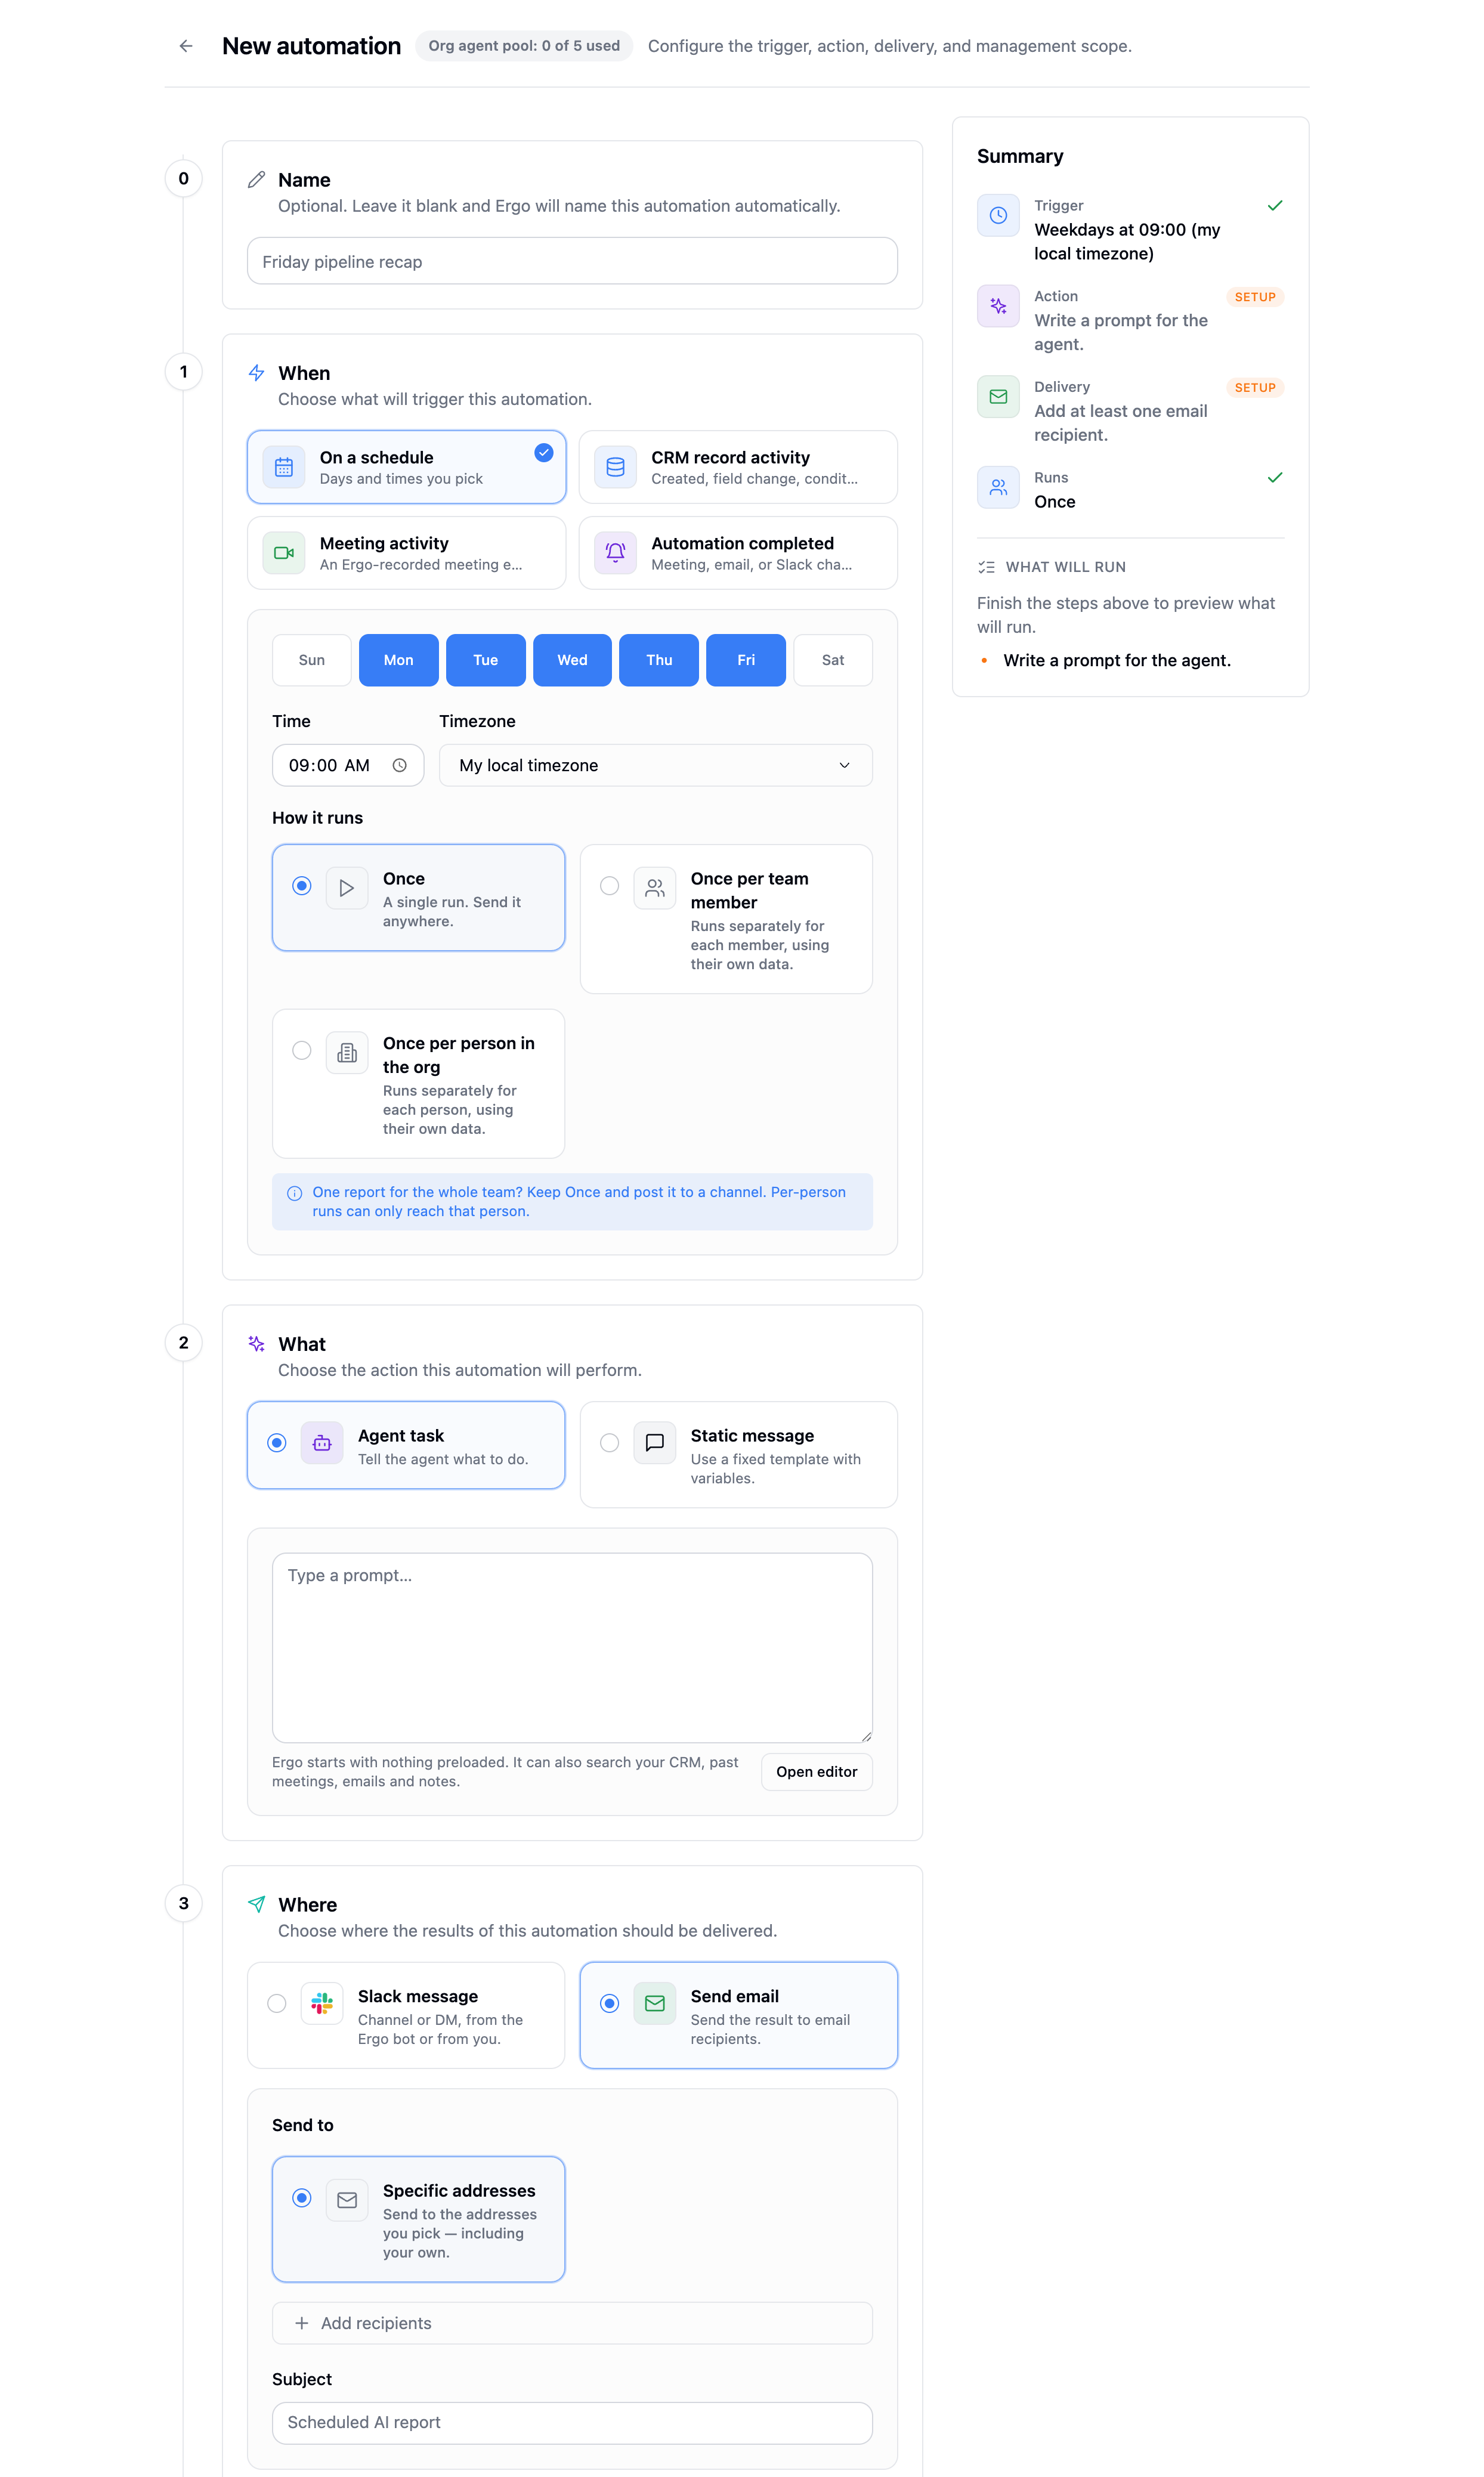 New automation
Org agent pool: 0 of 5 used
Configure the trigger, action, delivery, and management scope.
0
Name
Optional. Leave it blank and Ergo will name this automation automatically.
Friday pipeline recap
1
When
Choose what will trigger this automation.
On a schedule
Days and times you pick
CRM record activity
Created, field change, condit...
Meeting activity
An Ergo-recorded meeting e...
Automation completed
Meeting, email, or Slack cha...
Sun
Mon
Tue
Wed
Thu
Fri
Sat
Time
Timezone
09:00 AM
My local timezone
How it runs
Once
A single run. Send it
anywhere.
Once per team
member
Runs separately for
each member, using
their own data.
Once per person in
the org
Runs separately for
each person, using
their own data.
One report for the whole team? Keep Once and post it to a channel. Per-person
runs can only reach that person.
2
What
Choose the action this automation will perform.
Agent task
Tell the agent what to do.
Static message
Use a fixed template with
variables.
Type a prompt...
Ergo starts with nothing preloaded. It can also search your CRM, past
meetings, emails and notes.
Open editor
3
Where
Choose where the results of this automation should be delivered.
Slack message
Channel or DM, from the
Ergo bot or from you.
Send email
Send the result to email
recipients.
Send to
Specific addresses
Send to the addresses
you pick — including
your own.
Add recipients
Subject
Scheduled AI report
Summary
Trigger
Weekdays at 09:00 (my
local timezone)
Action
SETUP
Write a prompt for the
agent.
Delivery
SETUP
Add at least one email
recipient.
Runs
Once
WHAT WILL RUN
Finish the steps above to preview what
will run.
• Write a prompt for the agent.